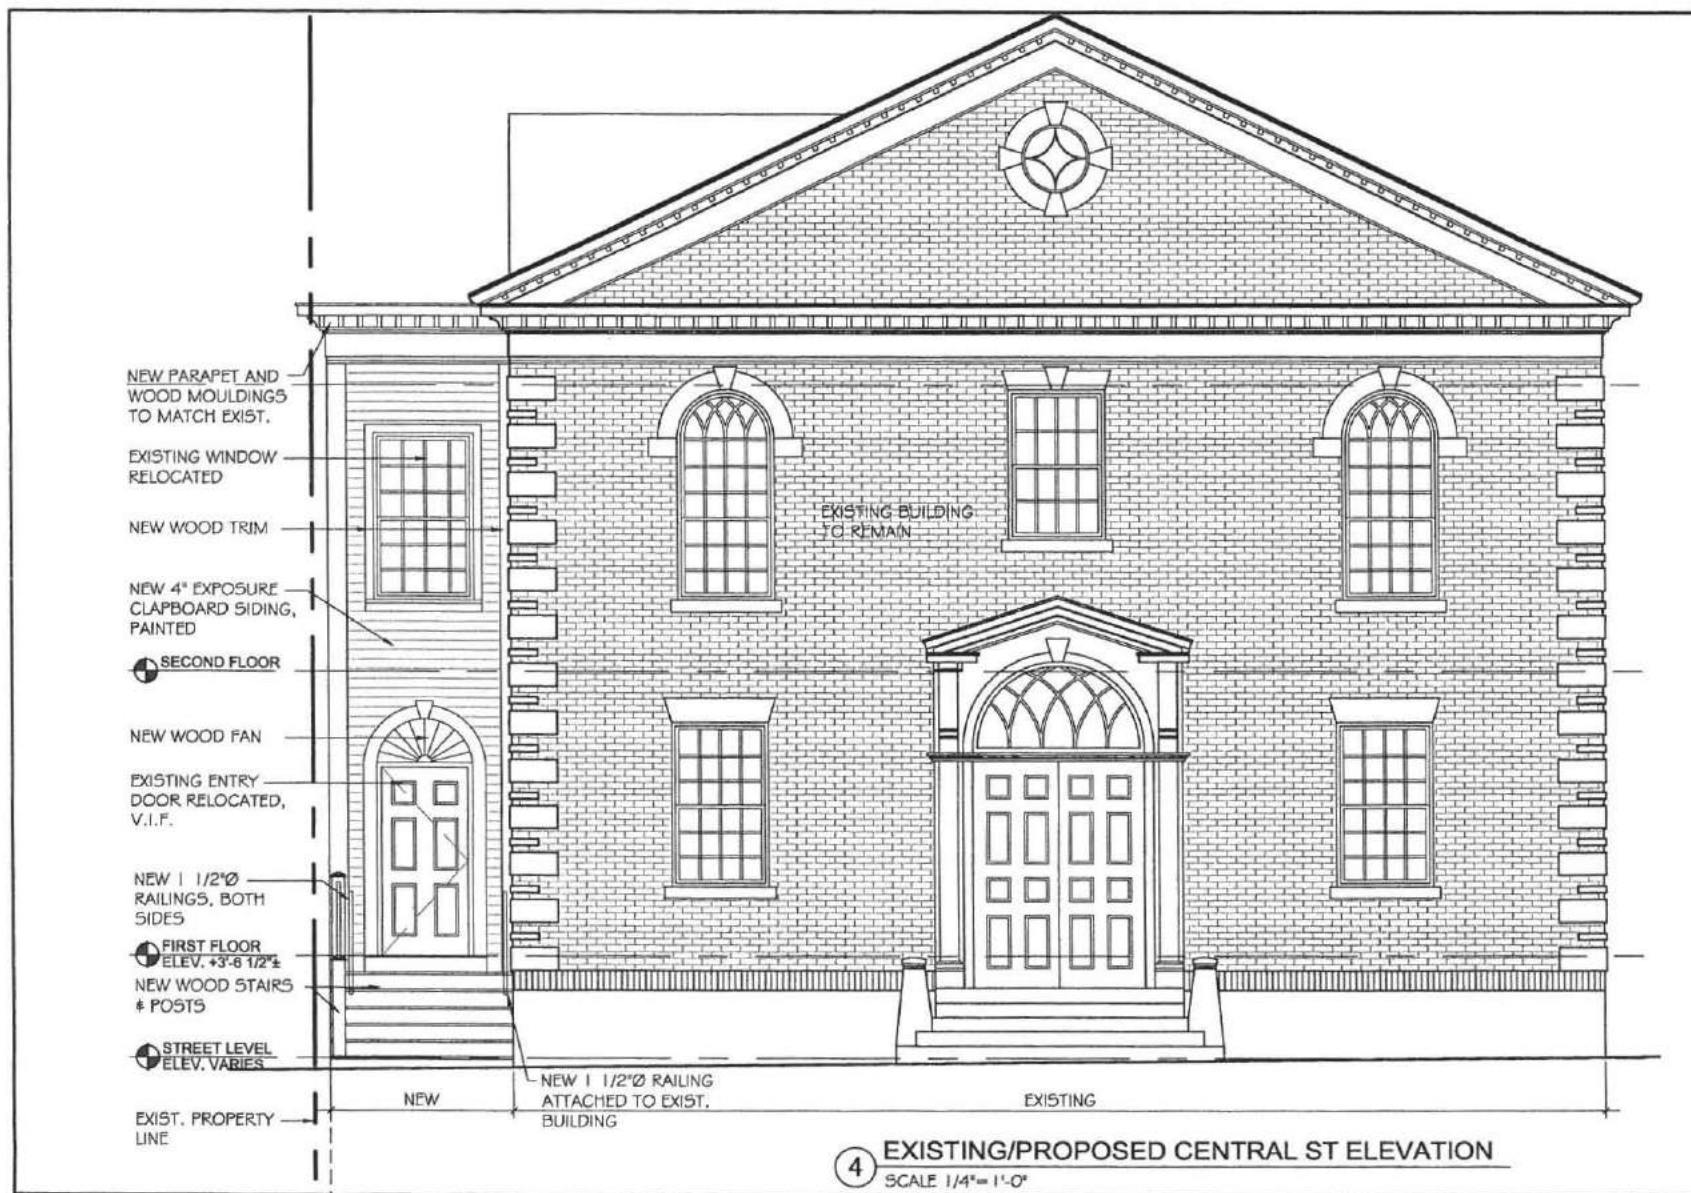 NEW PARAPET AND
WOOD MOULDINGS
TO MATCH EXIST.
EXISTING WINDOW
RELOCATED
NEW WOOD TRIM
EXISTING BUILDING
TO REMAIN
NEW 4" EXPOSURE
CLAPBOARD SIDING,
PAINTED
SECOND FLOOR
NEW WOOD FAN
EXISTING ENTRY
DOOR RELOCATED,
V.I.F.
NEW 1 1/2"Ø
RAILINGS, BOTH
SIDES
FIRST FLOOR
ELEV. +3'-6 1/2"±
NEW WOOD STAIRS
& POSTS
STREET LEVEL
ELEV. VARIES
NEW
EXISTING
NEW 1 1/2"Ø RAILING
ATTACHED TO EXIST.
BUILDING
EXIST. PROPERTY
LINE
4 EXISTING/PROPOSED CENTRAL ST ELEVATION
SCALE 1/4"= 1'-0"